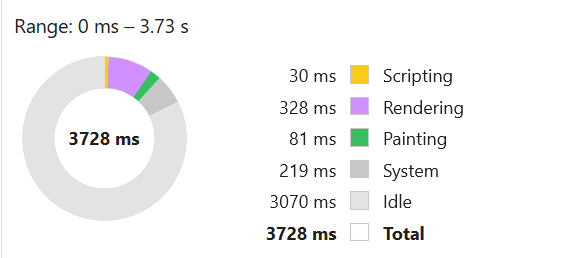 Range: 0 ms – 3.73 s
3728 ms
30 ms Scripting
328 ms Rendering
81 ms Painting
219 ms System
3070 ms Idle
3728 ms Total